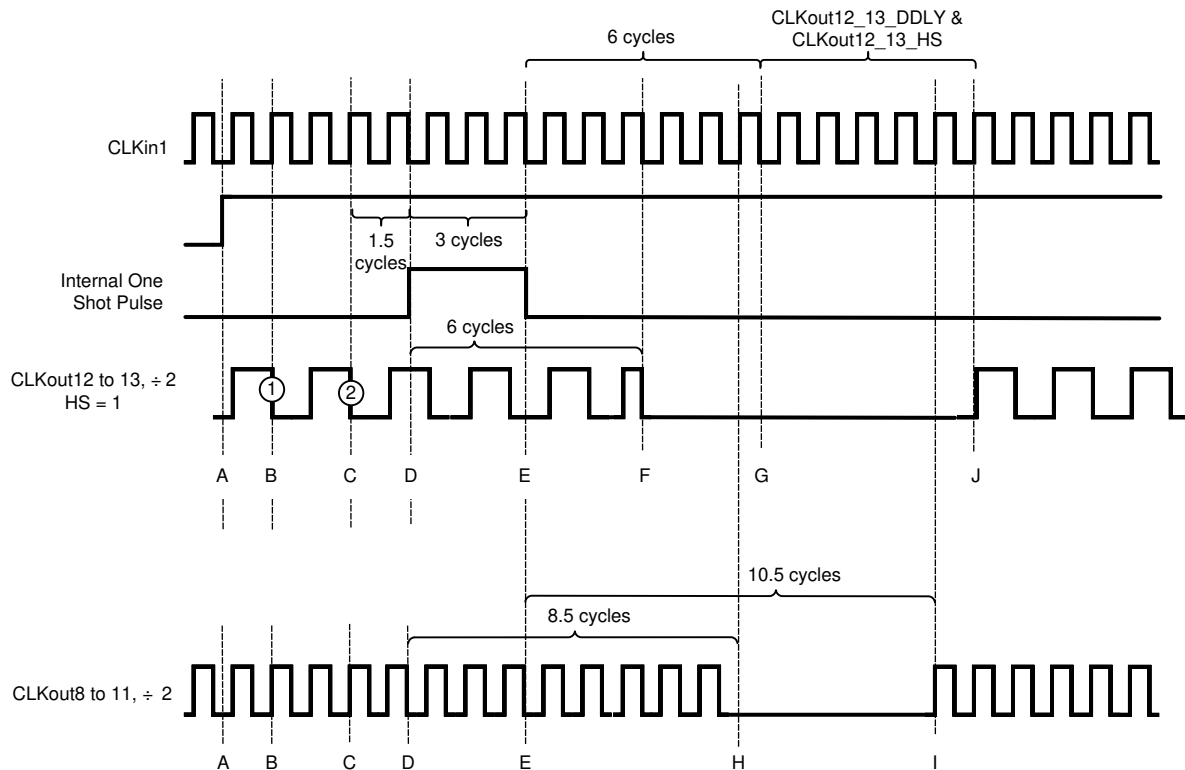 CLKout12_13_DDLY &
CLKout12_13_HS
6 cycles
CLKin1
1.5
cycles
3 cycles
Internal One
Shot Pulse
6 cycles
CLKout12 to 13, ÷ 2
HS = 1
1
2
A B C D E F G J
10.5 cycles
8.5 cycles
CLKout8 to 11, ÷ 2
A B C D E H I